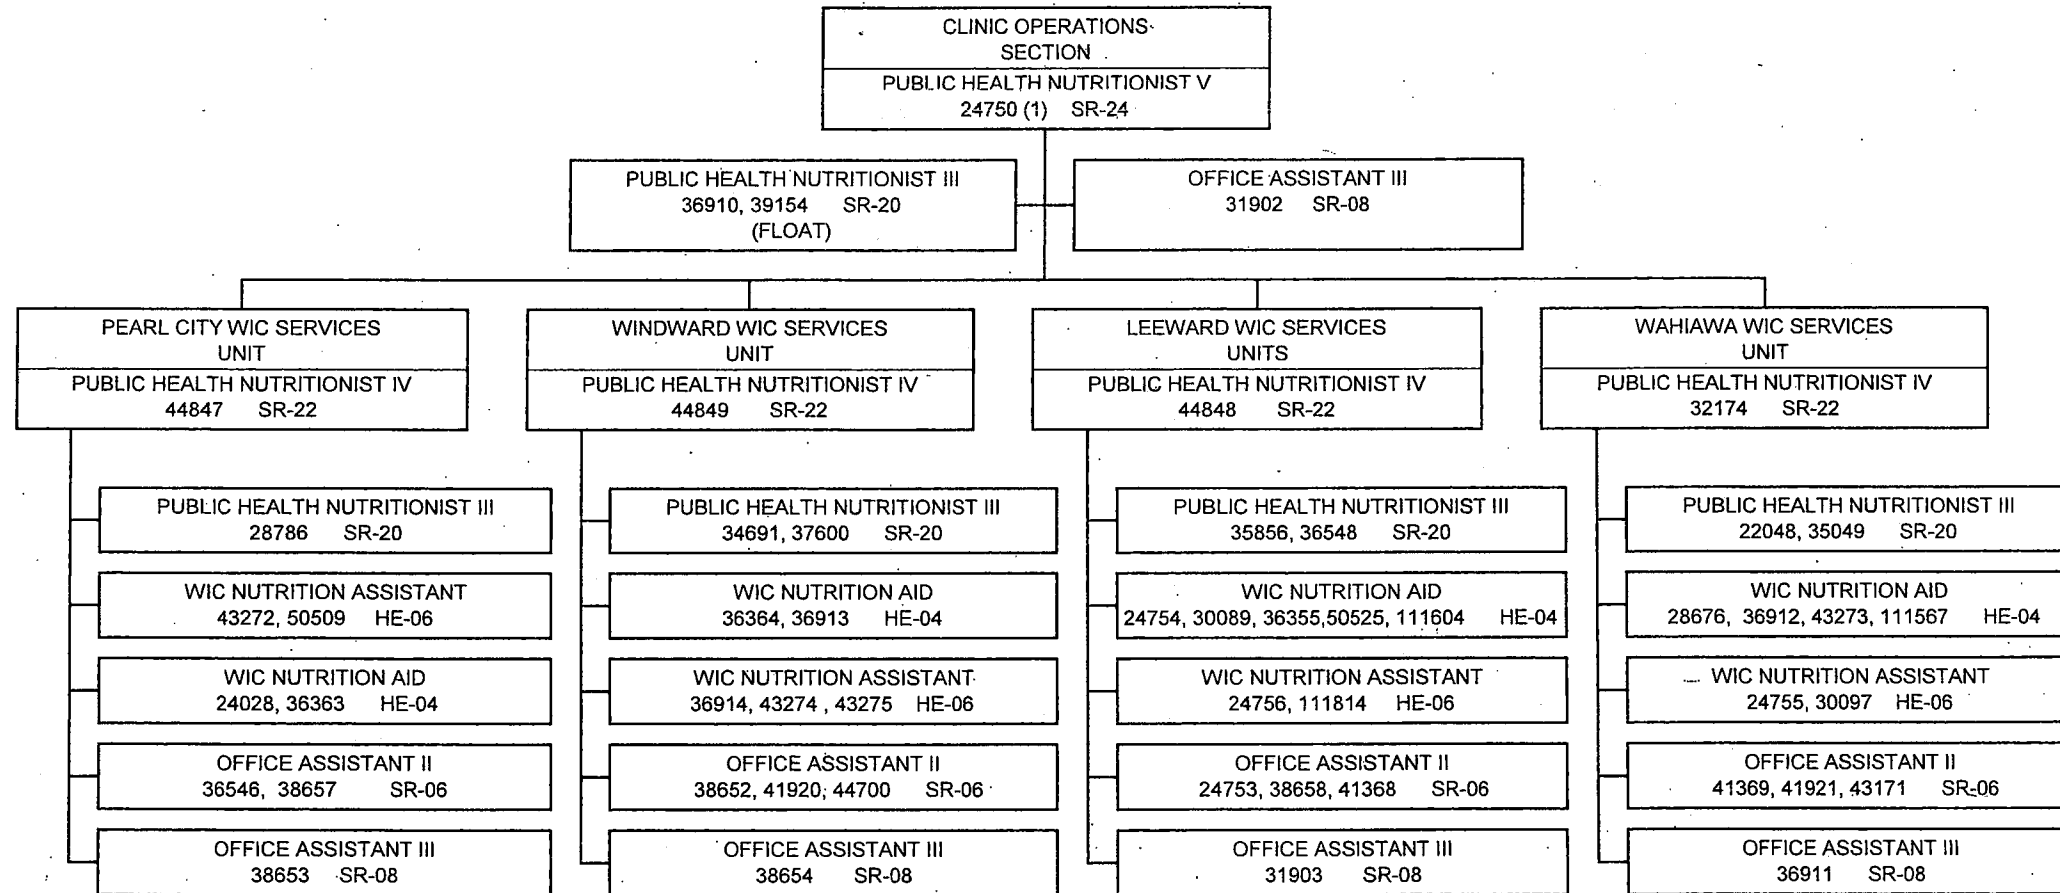 CLINIC OPERATIONS
SECTION
PUBLIC HEALTH NUTRITIONIST V
24750 (1) SR-24
PUBLIC HEALTH NUTRITIONIST III
36910, 39154 SR-20
(FLOAT)
OFFICE ASSISTANT III
31902 SR-08
PEARL CITY WIC SERVICES
UNIT
PUBLIC HEALTH NUTRITIONIST IV
44847 SR-22
PUBLIC HEALTH NUTRITIONIST III
28786 SR-20
WIC NUTRITION ASSISTANT
43272, 50509 HE-06
WIC NUTRITION AID
24028, 36363 HE-04
OFFICE ASSISTANT II
36546, 38657 SR-06
OFFICE ASSISTANT III
38653 SR-08
WINDWARD WIC SERVICES
UNIT
PUBLIC HEALTH NUTRITIONIST IV
44849 SR-22
PUBLIC HEALTH NUTRITIONIST III
34691, 37600 SR-20
WIC NUTRITION AID
36364, 36913 HE-04
WIC NUTRITION ASSISTANT
36914, 43274 , 43275 HE-06
OFFICE ASSISTANT II
38652, 41920, 44700 SR-06
OFFICE ASSISTANT III
38654 SR-08
LEEWARD WIC SERVICES
UNITS
PUBLIC HEALTH NUTRITIONIST IV
44848 SR-22
PUBLIC HEALTH NUTRITIONIST III
35856, 36548 SR-20
WIC NUTRITION AID
24754, 30089, 36355,50525, 111604 HE-04
WIC NUTRITION ASSISTANT
24756, 111814 HE-06
OFFICE ASSISTANT II
24753, 38658, 41368 SR-06
OFFICE ASSISTANT III
31903 SR-08
WAHIAWA WIC SERVICES
UNIT
PUBLIC HEALTH NUTRITIONIST IV
32174 SR-22
PUBLIC HEALTH NUTRITIONIST III
22048, 35049 SR-20
WIC NUTRITION AID
28676, 36912, 43273, 111567 HE-04
WIC NUTRITION ASSISTANT
24755, 30097 HE-06
OFFICE ASSISTANT II
41369, 41921, 43171 SR-06
OFFICE ASSISTANT III
36911 SR-08